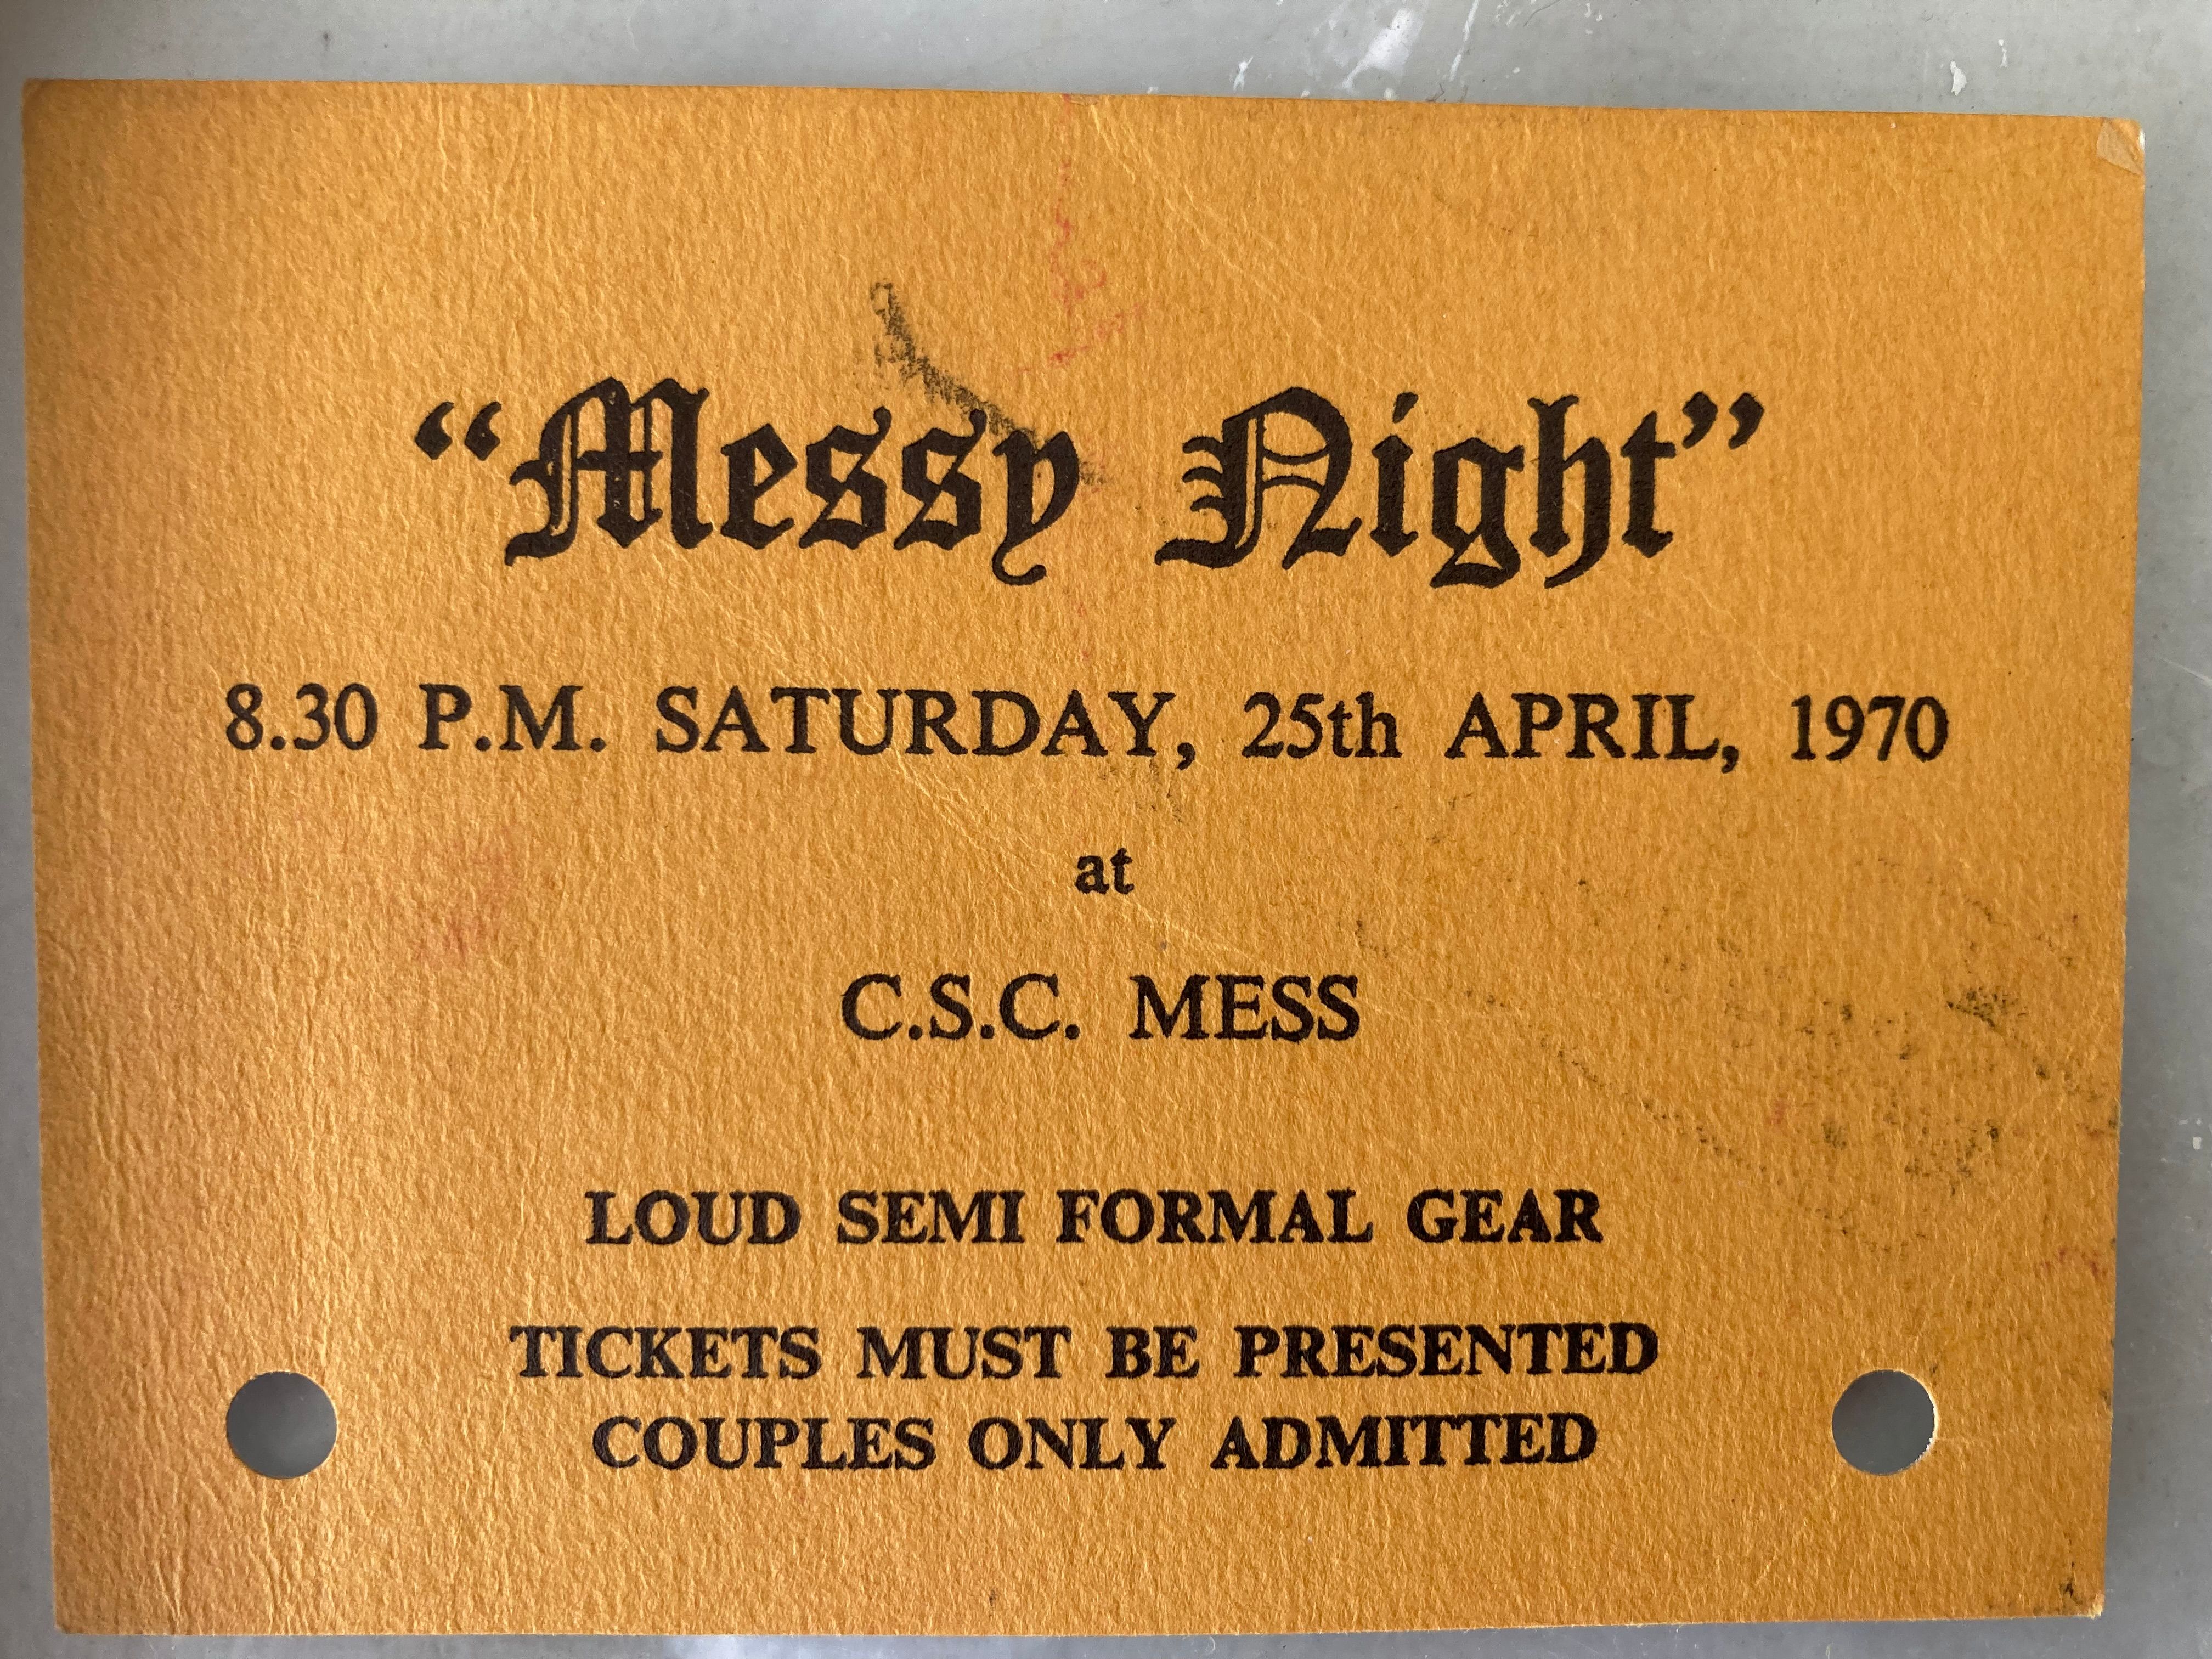 “Messy Night”
8.30 P.M. SATURDAY, 25th APRIL, 1970
at
C.S.C. MESS
LOUD SEMI FORMAL GEAR
TICKETS MUST BE PRESENTED
COUPLES ONLY ADMITTED